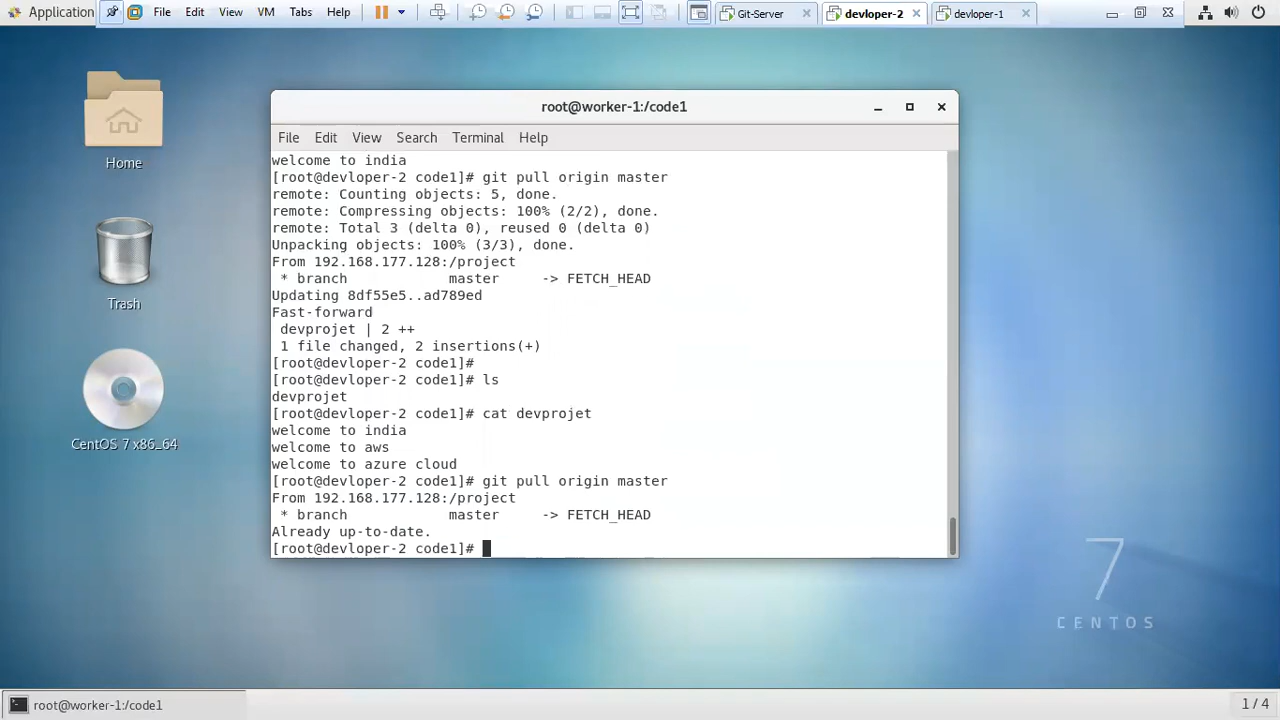 Application File Edit View VM Tabs Help Git-Server devloper-2 devloper-1
Home
Trash
CentOS 7 x86_64
root@worker-1:/code1
File Edit View Search Terminal Help
welcome to india
[root@devloper-2 code1]# git pull origin master
remote: Counting objects: 5, done.
remote: Compressing objects: 100% (2/2), done.
remote: Total 3 (delta 0), reused 0 (delta 0)
Unpacking objects: 100% (3/3), done.
From 192.168.177.128:/project
 * branch            master     -> FETCH_HEAD
Updating 8df55e5..ad789ed
Fast-forward
 devprojet | 2 ++
 1 file changed, 2 insertions(+)
[root@devloper-2 code1]#
[root@devloper-2 code1]# ls
devprojet
[root@devloper-2 code1]# cat devprojet
welcome to india
welcome to aws
welcome to azure cloud
[root@devloper-2 code1]# git pull origin master
From 192.168.177.128:/project
 * branch            master     -> FETCH_HEAD
Already up-to-date.
[root@devloper-2 code1]#
7
CENTOS
root@worker-1:/code1
1 / 4